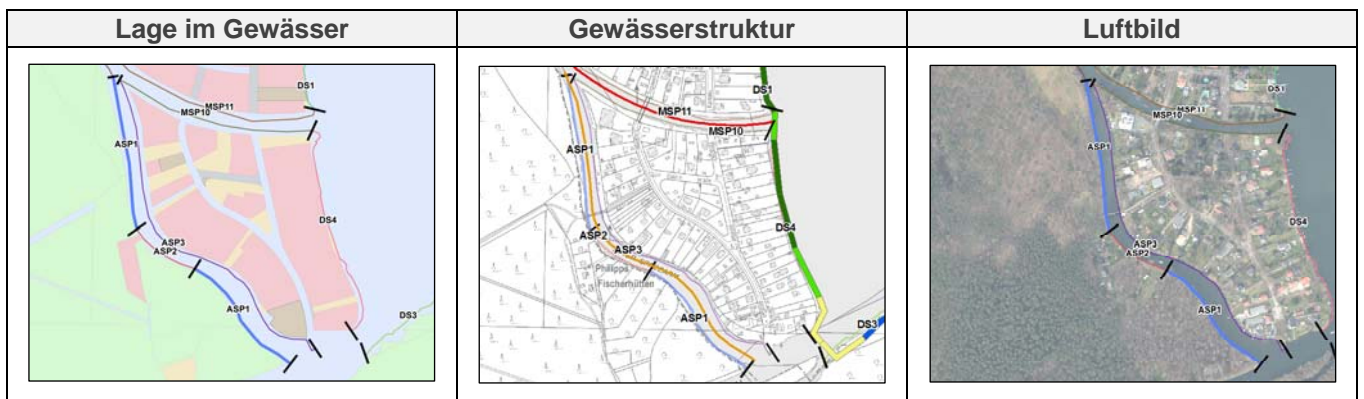 Lage im Gewässer
Gewässerstruktur
Luftbild
DS1
MSP11
MSP10
ASP1
DS4
ASP3
ASP2
ASP1
DS3
DS1
MSP11
MSP10
ASP1
DS4
ASP2
ASP3
Philipps
Fischerhütten
ASP1
DS3
DS1
MSP11
MSP10
ASP1
DS4
ASP3
ASP2
ASP1